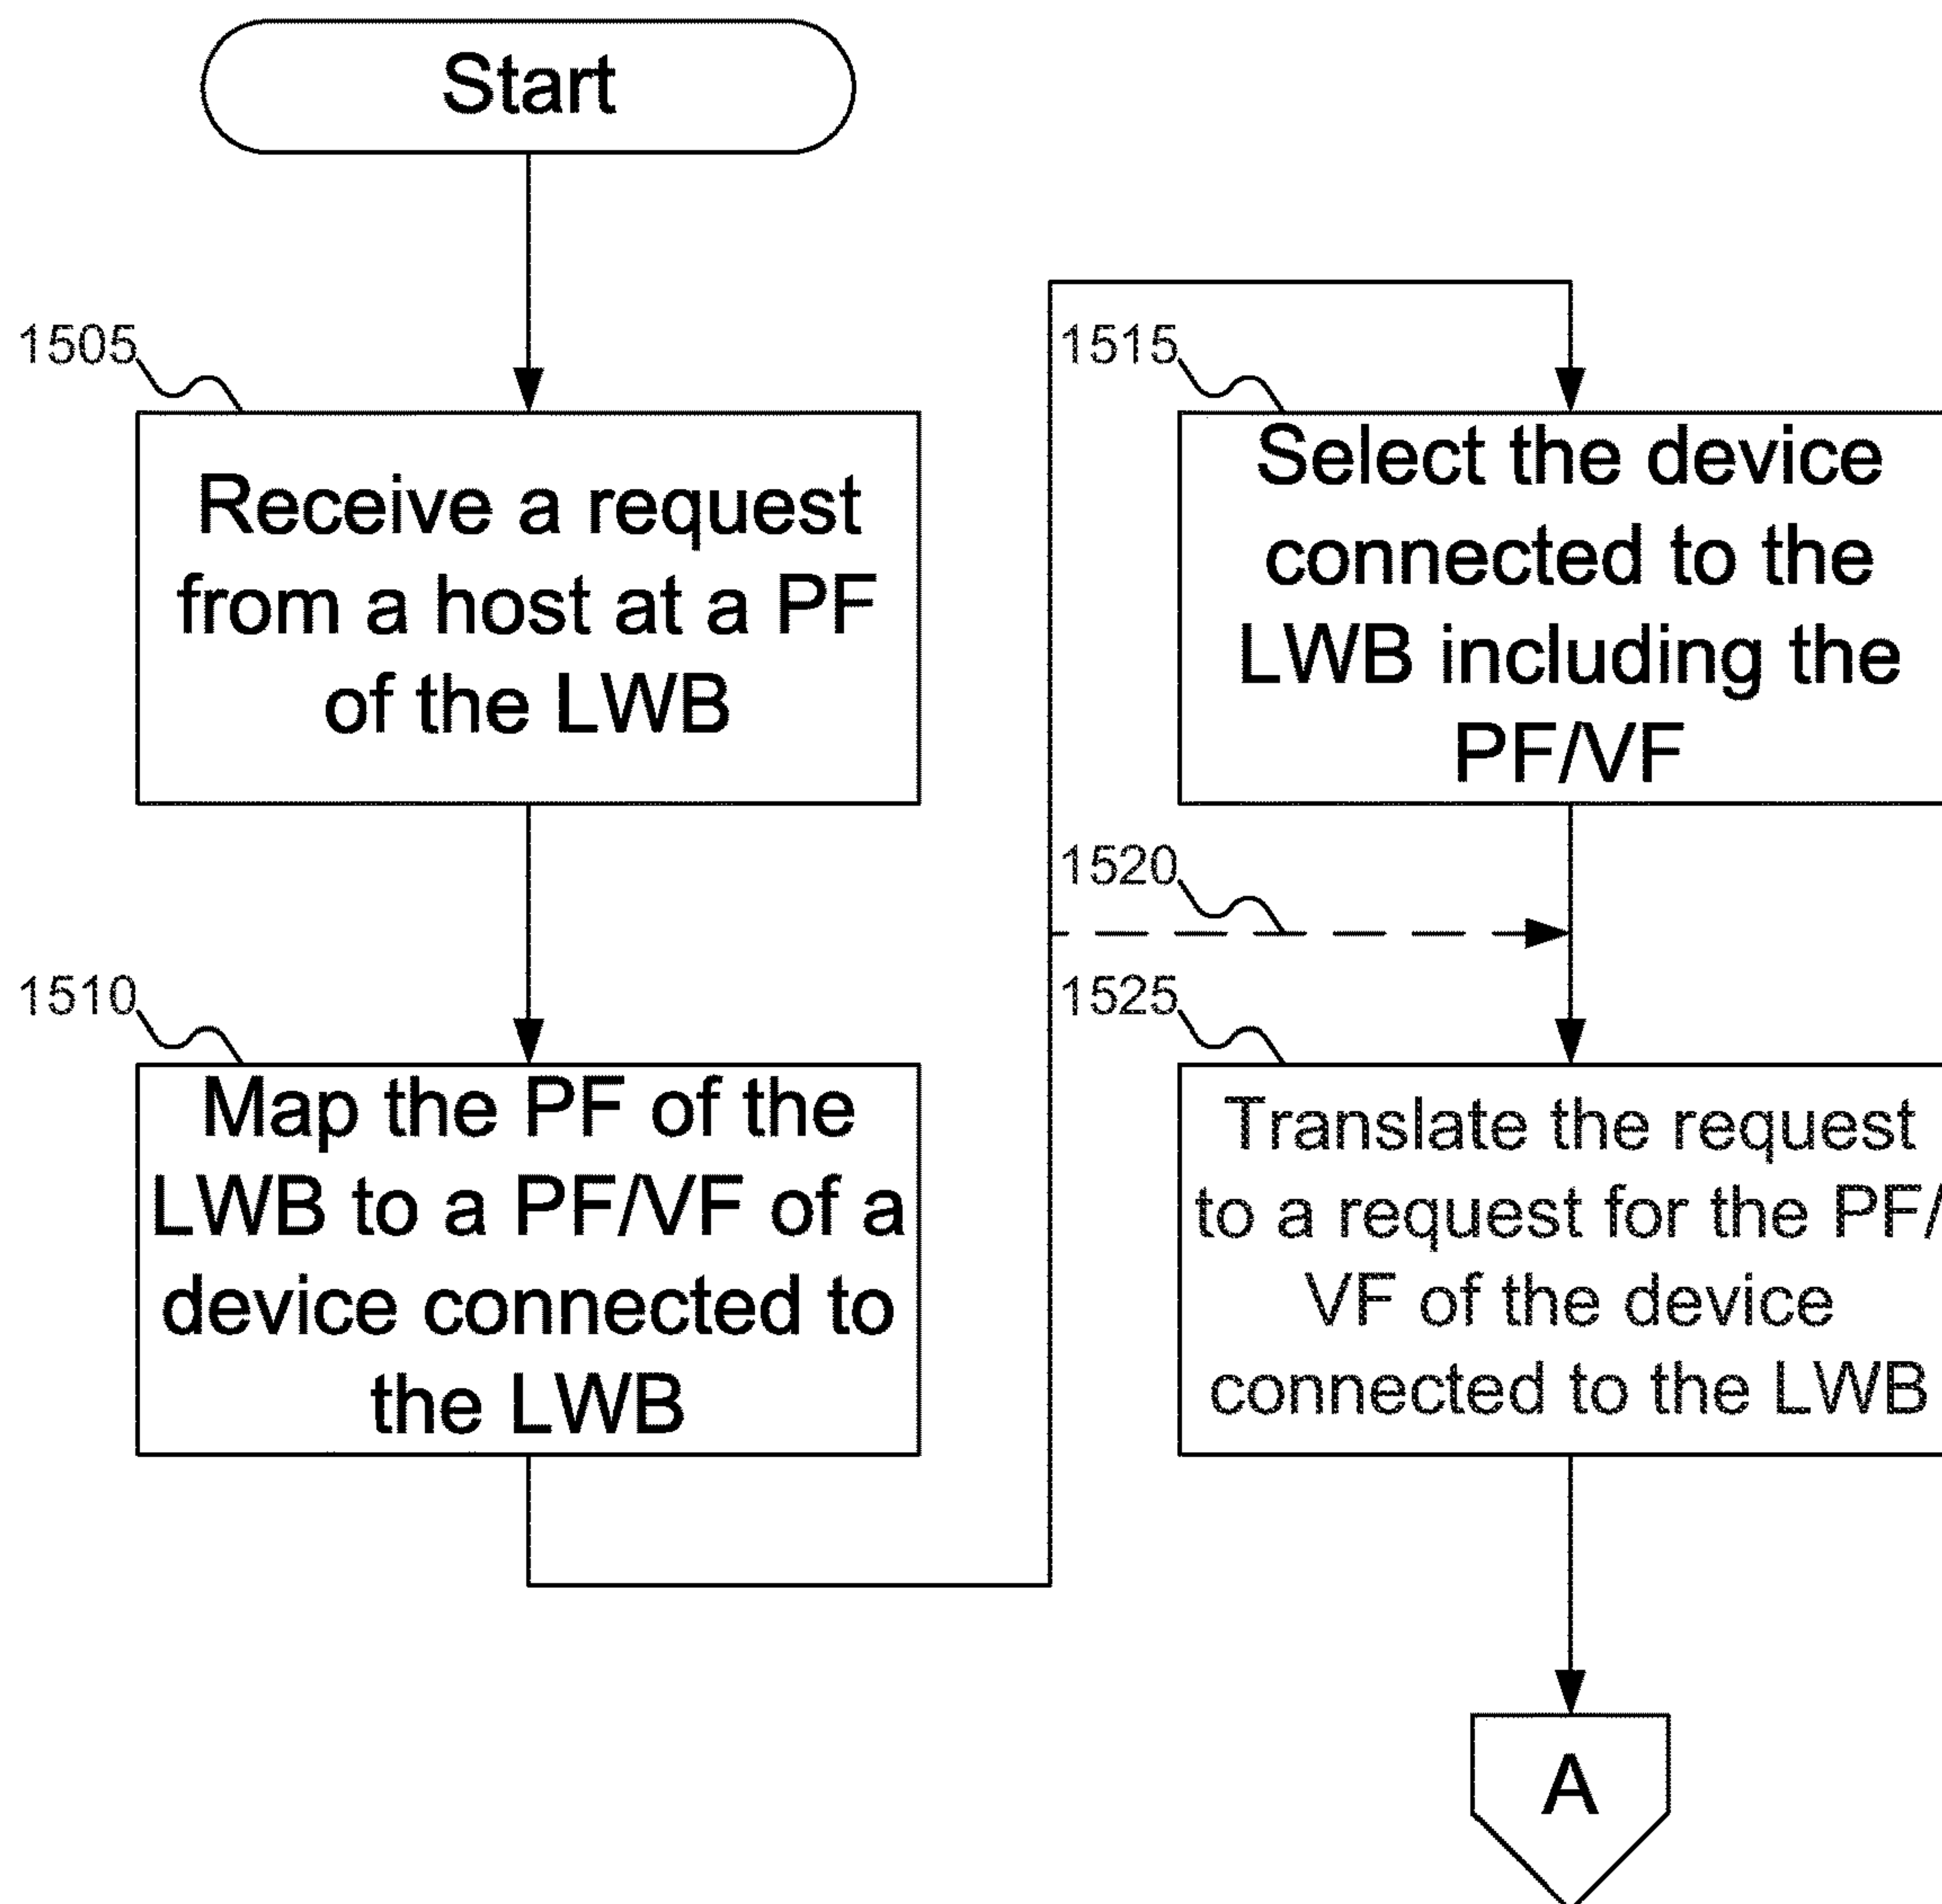 Start
1505
Receive a request
from a host at a PF
of the LWB
1510
Map the PF of the
LWB to a PF/VF of a
device connected to
the LWB
1515
Select the device
connected to the
LWB including the
PF/VF
1520
1525
Translate the request
to a request for the PF/
VF of the device
connected to the LWB
A